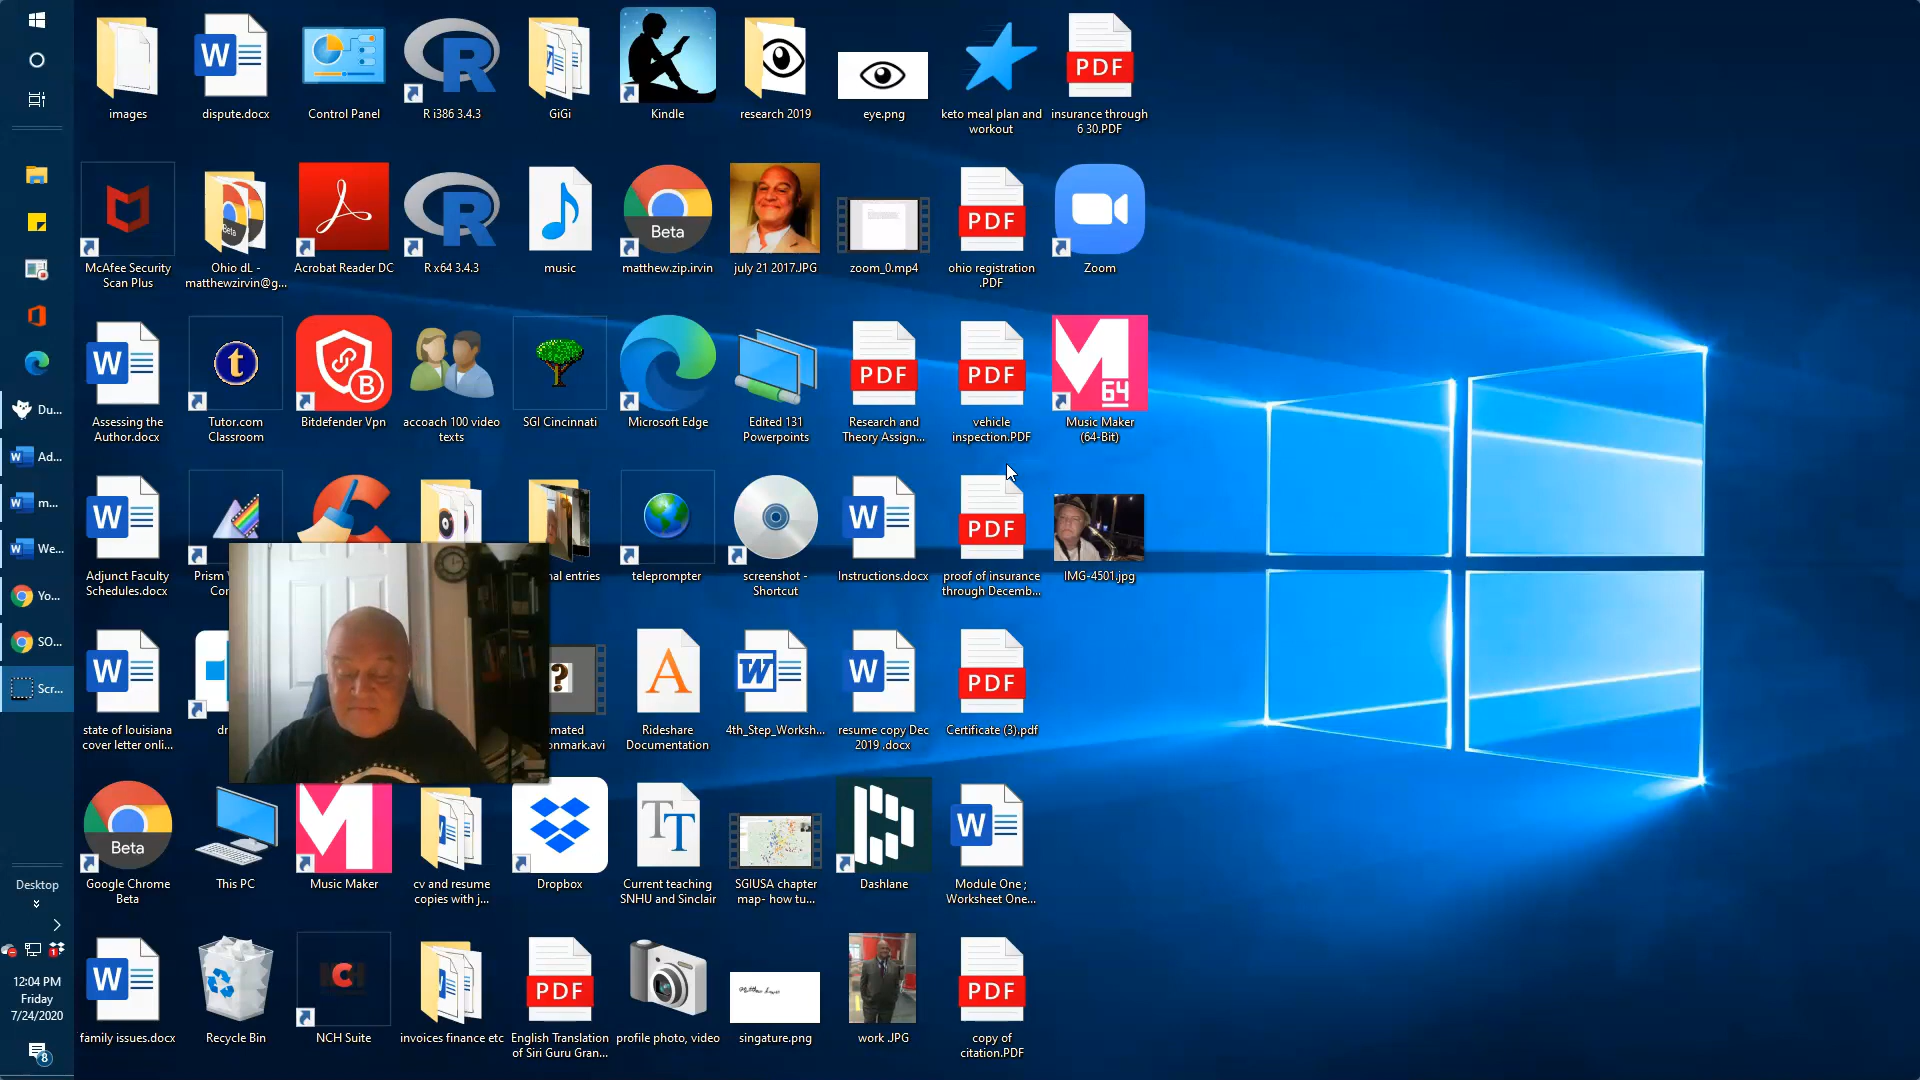 images
dispute.docx
Control Panel
R i386 3.4.3
GiGi
Kindle
research 2019
eye.png
keto meal plan and
workout
PDF
insurance through
6 30.PDF
McAfee Security
Scan Plus
Beta
Ohio dL -
matthewzirvin@g...
Acrobat Reader DC
R x64 3.4.3
music
Beta
matthew.zip.irvin
july 21 2017.JPG
zoom_0.mp4
PDF
ohio registration
.PDF
Zoom
W
Assessing the
Author.docx
t
Tutor.com
Classroom
B
Bitdefender Vpn
accoach 100 video
texts
SGI Cincinnati
Microsoft Edge
Edited 131
Powerpoints
PDF
Research and
Theory Assign...
PDF
vehicle
inspection.PDF
M
64
Music Maker
(64-Bit)
W
Adjunct Faculty
Schedules.docx
Prism
Con
nal entries
teleprompter
screenshot -
Shortcut
W
Instructions.docx
PDF
proof of insurance
through Decemb...
IMG-4501.jpg
W
state of louisiana
cover letter onli...
dr
?
mated
onmark.avi
A
Rideshare
Documentation
W
4th_Step_Worksh...
W
resume copy Dec
2019 .docx
PDF
Certificate (3).pdf
Beta
Google Chrome
Beta
This PC
M
Music Maker
cv and resume
copies with j...
Dropbox
TT
Current teaching
SNHU and Sinclair
SGIUSA chapter
map- how tu...
Dashlane
W
Module One ;
Worksheet One...
W
family issues.docx
Recycle Bin
NCH Suite
invoices finance etc
PDF
English Translation
of Siri Guru Gran...
profile photo, video
singature.png
work .JPG
PDF
copy of
citation.PDF
Du...
Ad...
m...
We...
Yo...
SO...
Scr...
Desktop
12:04 PM
Friday
7/24/2020
8